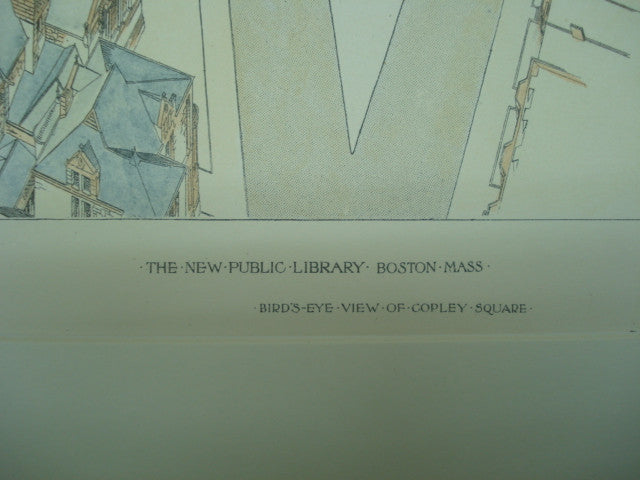 · THE · NEW · PUBLIC · LIBRARY · BOSTON · MASS ·
· BIRD'S-EYE · VIEW · OF · COPLEY · SQUARE ·